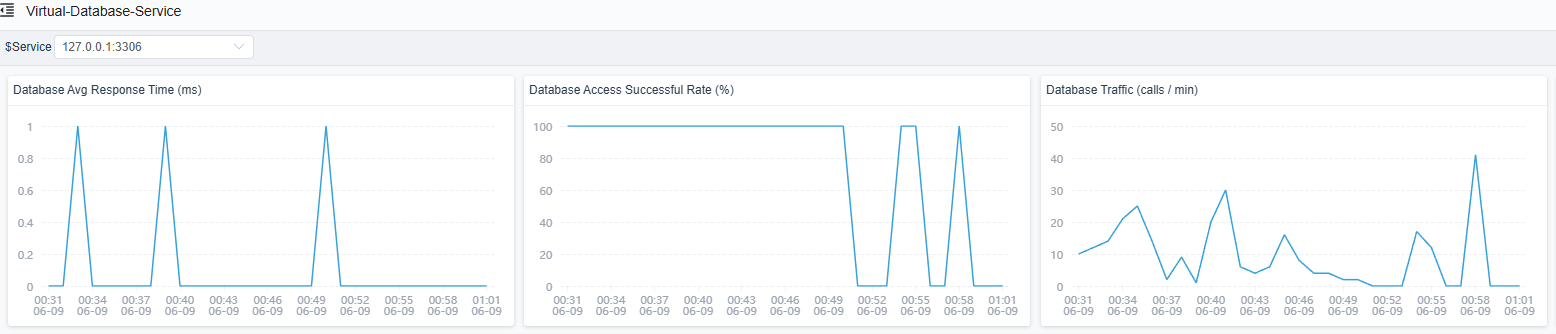 Virtual-Database-Service
$Service 127.0.0.1:3306
Database Avg Response Time (ms)
1
0.8
0.6
0.4
0.2
0
00:31 00:34 00:37 00:40 00:43 00:46 00:49 00:52 00:55 00:58 01:01
06-09 06-09 06-09 06-09 06-09 06-09 06-09 06-09 06-09 06-09 06-09
Database Access Successful Rate (%)
100
80
60
40
20
0
00:31 00:34 00:37 00:40 00:43 00:46 00:49 00:52 00:55 00:58 01:01
06-09 06-09 06-09 06-09 06-09 06-09 06-09 06-09 06-09 06-09 06-09
Database Traffic (calls / min)
50
40
30
20
10
0
00:31 00:34 00:37 00:40 00:43 00:46 00:49 00:52 00:55 00:58 01:01
06-09 06-09 06-09 06-09 06-09 06-09 06-09 06-09 06-09 06-09 06-09